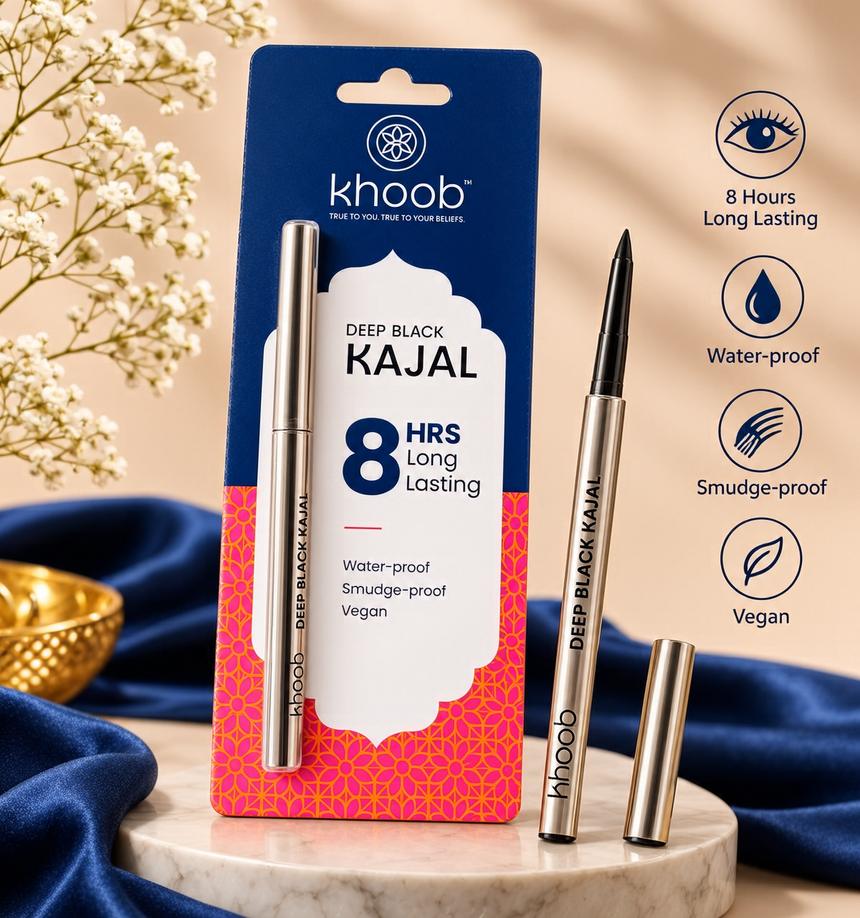 khoob™
TRUE TO YOU. TRUE TO YOUR BELIEFS.
DEEP BLACK
KAJAL
8 HRS
Long
Lasting
Water-proof
Smudge-proof
Vegan
khoob DEEP BLACK KAJAL
khoob DEEP BLACK KAJAL
8 Hours
Long Lasting
Water-proof
Smudge-proof
Vegan